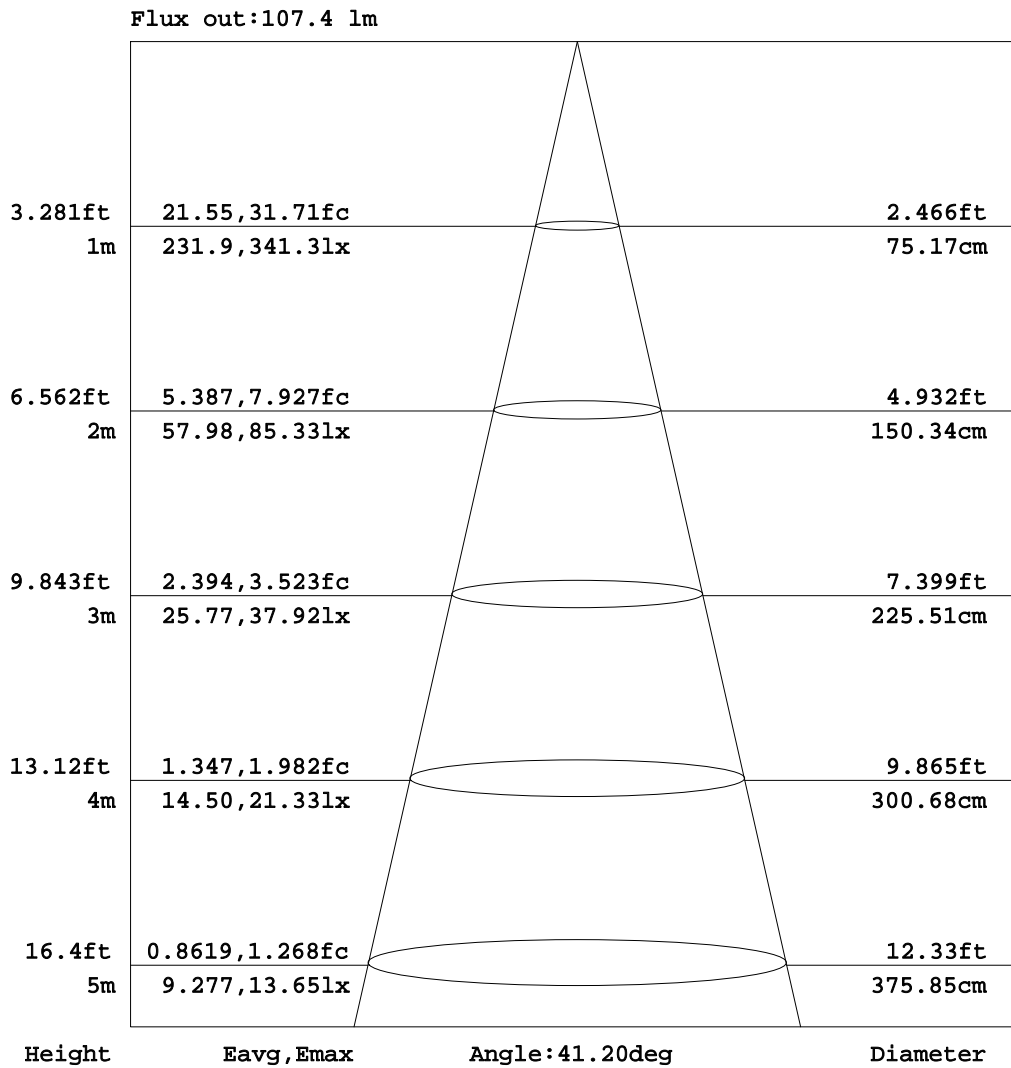 Flux out:107.4 lm
3.281ft 21.55,31.71fc 2.466ft
1m 231.9,341.3lx 75.17cm
6.562ft 5.387,7.927fc 4.932ft
2m 57.98,85.33lx 150.34cm
9.843ft 2.394,3.523fc 7.399ft
3m 25.77,37.92lx 225.51cm
13.12ft 1.347,1.982fc 9.865ft
4m 14.50,21.33lx 300.68cm
16.4ft 0.8619,1.268fc 12.33ft
5m 9.277,13.65lx 375.85cm
Height Eavg,Emax Angle:41.20deg Diameter